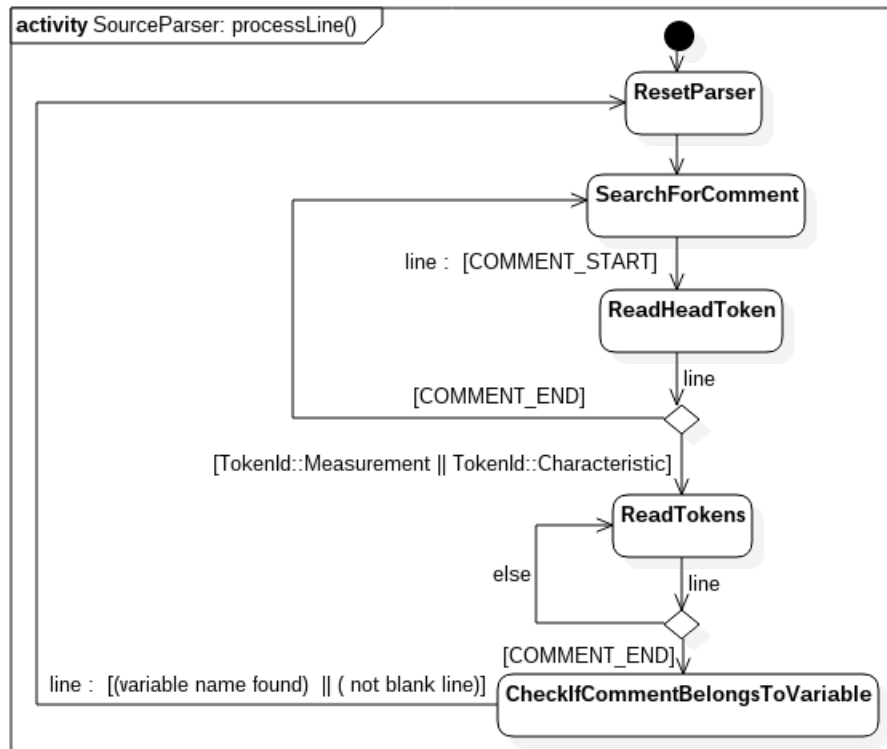 activity SourceParser: processLine()
ResetParser
SearchForComment
line :  [COMMENT_START]
ReadHeadToken
line
[COMMENT_END]
[TokenId::Measurement || TokenId::Characteristic]
ReadTokens
else
line
[COMMENT_END]
line :  [(variable name found)  || ( not blank line)]
CheckIfCommentBelongsToVariable